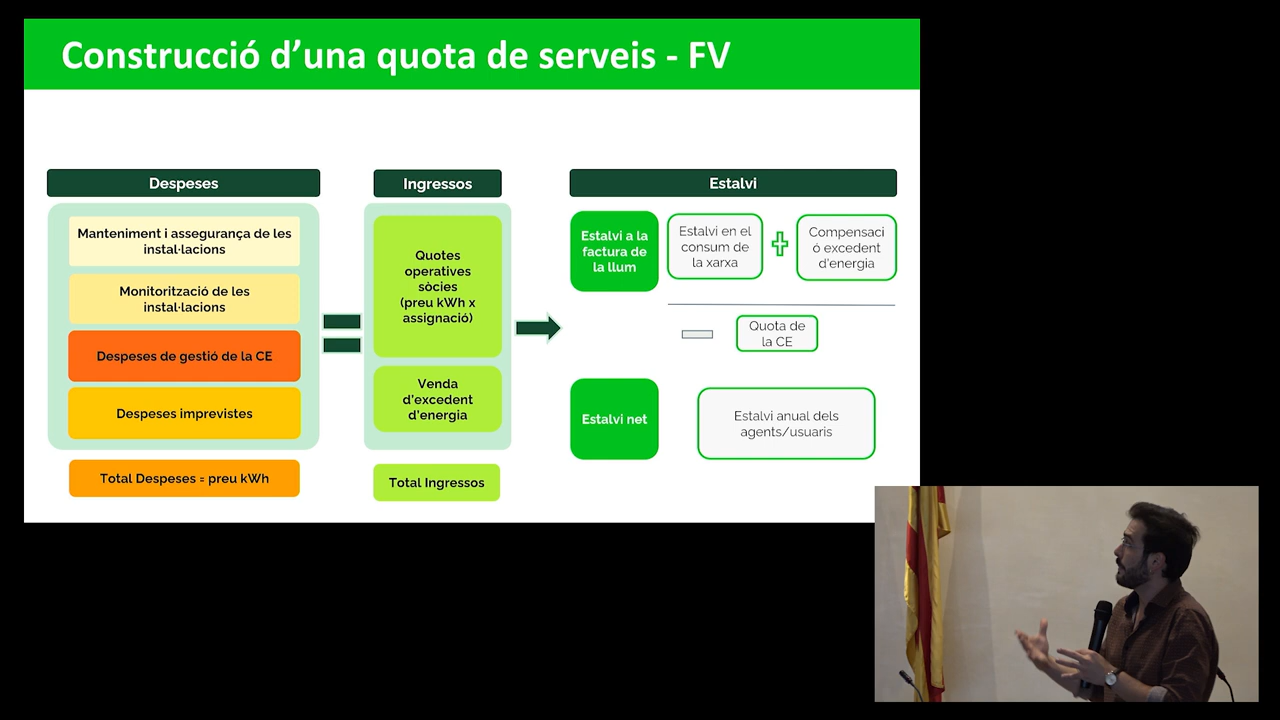 Construcció d'una quota de serveis - FV
Despeses
Manteniment i assegurança de les
instal·lacions
Monitorització de les
instal·lacions
Despeses de gestió de la CE
Despeses imprevistes
Total Despeses = preu kWh
Ingressos
Quotes
operatives
sòcies
(preu kWh x
assignació)
Venda
d'excedent
d'energia
Total Ingressos
Estalvi
Estalvi a la
factura de
la llum
Estalvi en el
consum de
la xarxa
Compensaci
ó excedent
d'energia
Quota de
la CE
Estalvi net
Estalvi anual dels
agents/usuaris